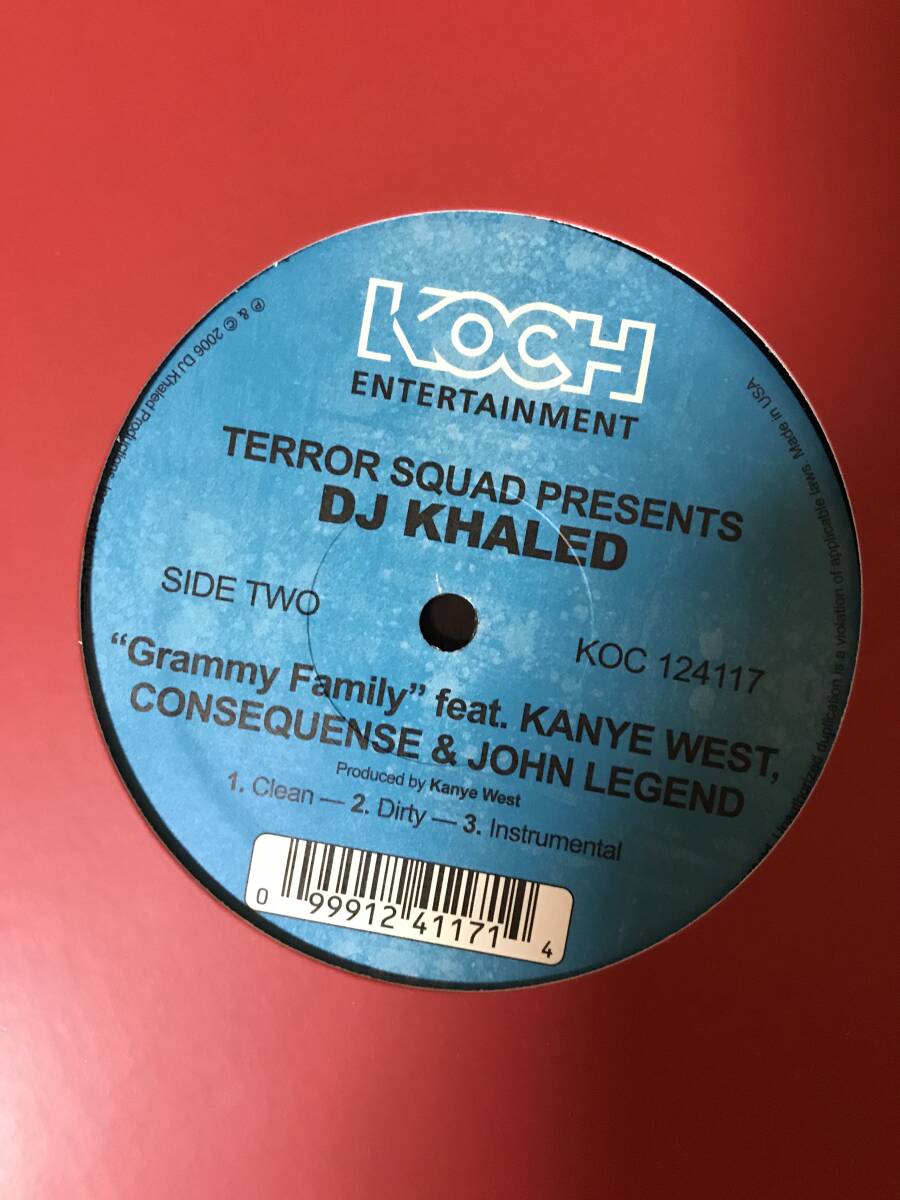 KOCH
ENTERTAINMENT
TERROR SQUAD PRESENTS
DJ KHALED
SIDE TWO
KOC 124117
“Grammy Family” feat. KANYE WEST,
CONSEQUENSE & JOHN LEGEND
Produced by Kanye West
1. Clean — 2. Dirty — 3. Instrumental
0 99912 41171 4
℗ & © 2006 DJ Khaled Productions
Unauthorized duplication is a violation of applicable laws. Made in USA